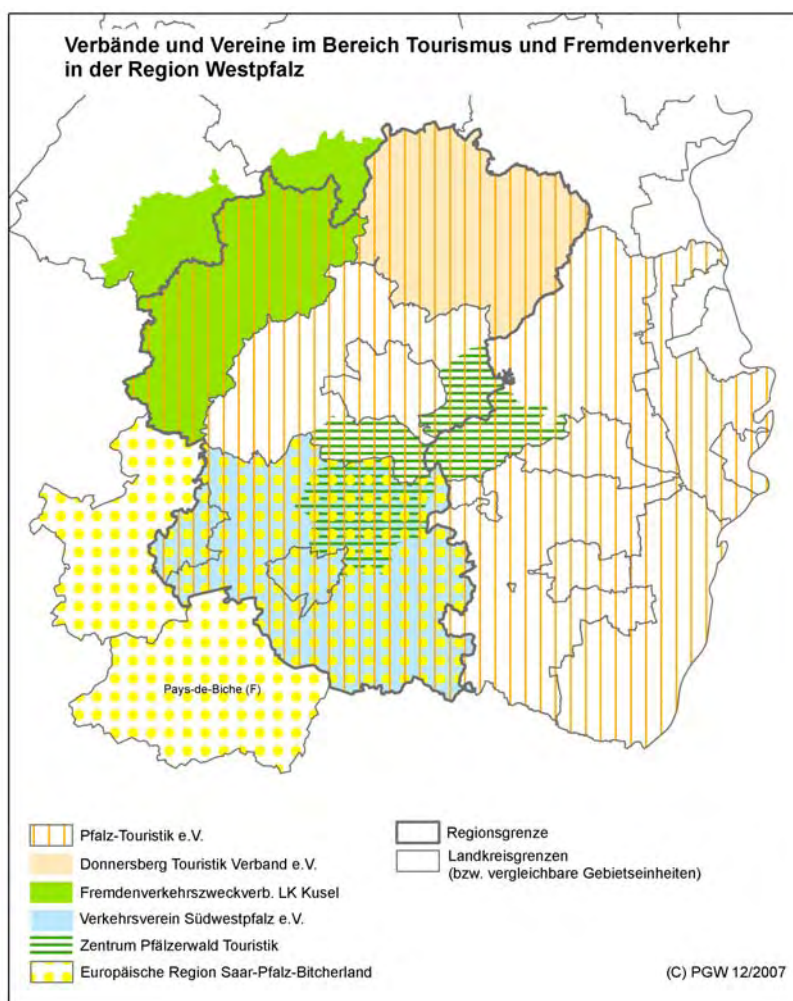 Verbände und Vereine im Bereich Tourismus und Fremdenverkehr
in der Region Westpfalz
Pays-de-Biche (F)
Pfalz-Touristik e.V.
Donnersberg Touristik Verband e.V.
Fremdenverkehrszweckverb. LK Kusel
Verkehrsverein Südwestpfalz e.V.
Zentrum Pfälzerwald Touristik
Europäische Region Saar-Pfalz-Bitcherland
Regionsgrenze
Landkreisgrenzen
(bzw. vergleichbare Gebietseinheiten)
(C) PGW 12/2007